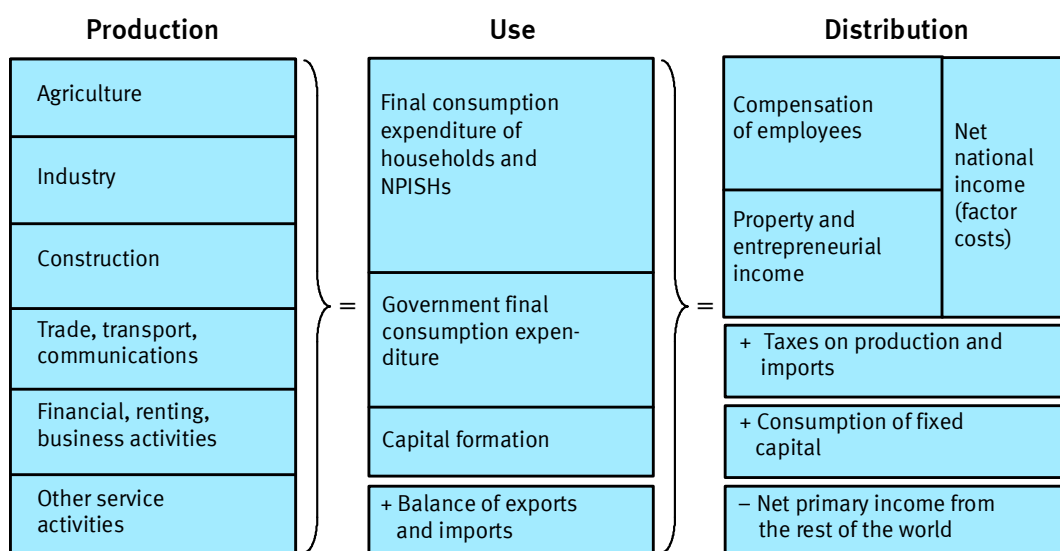 Production
Agriculture
Industry
Construction
Trade, transport,
communications
Financial, renting,
business activities
Other service
activities
=
Use
Final consumption
expenditure of
households and
NPISHs
Government final
consumption expen-
diture
Capital formation
+ Balance of exports
and imports
=
Distribution
Compensation
of employees
Property and
entrepreneurial
income
Net
national
income
(factor
costs)
+ Taxes on production and
imports
+ Consumption of fixed
capital
– Net primary income from
the rest of the world